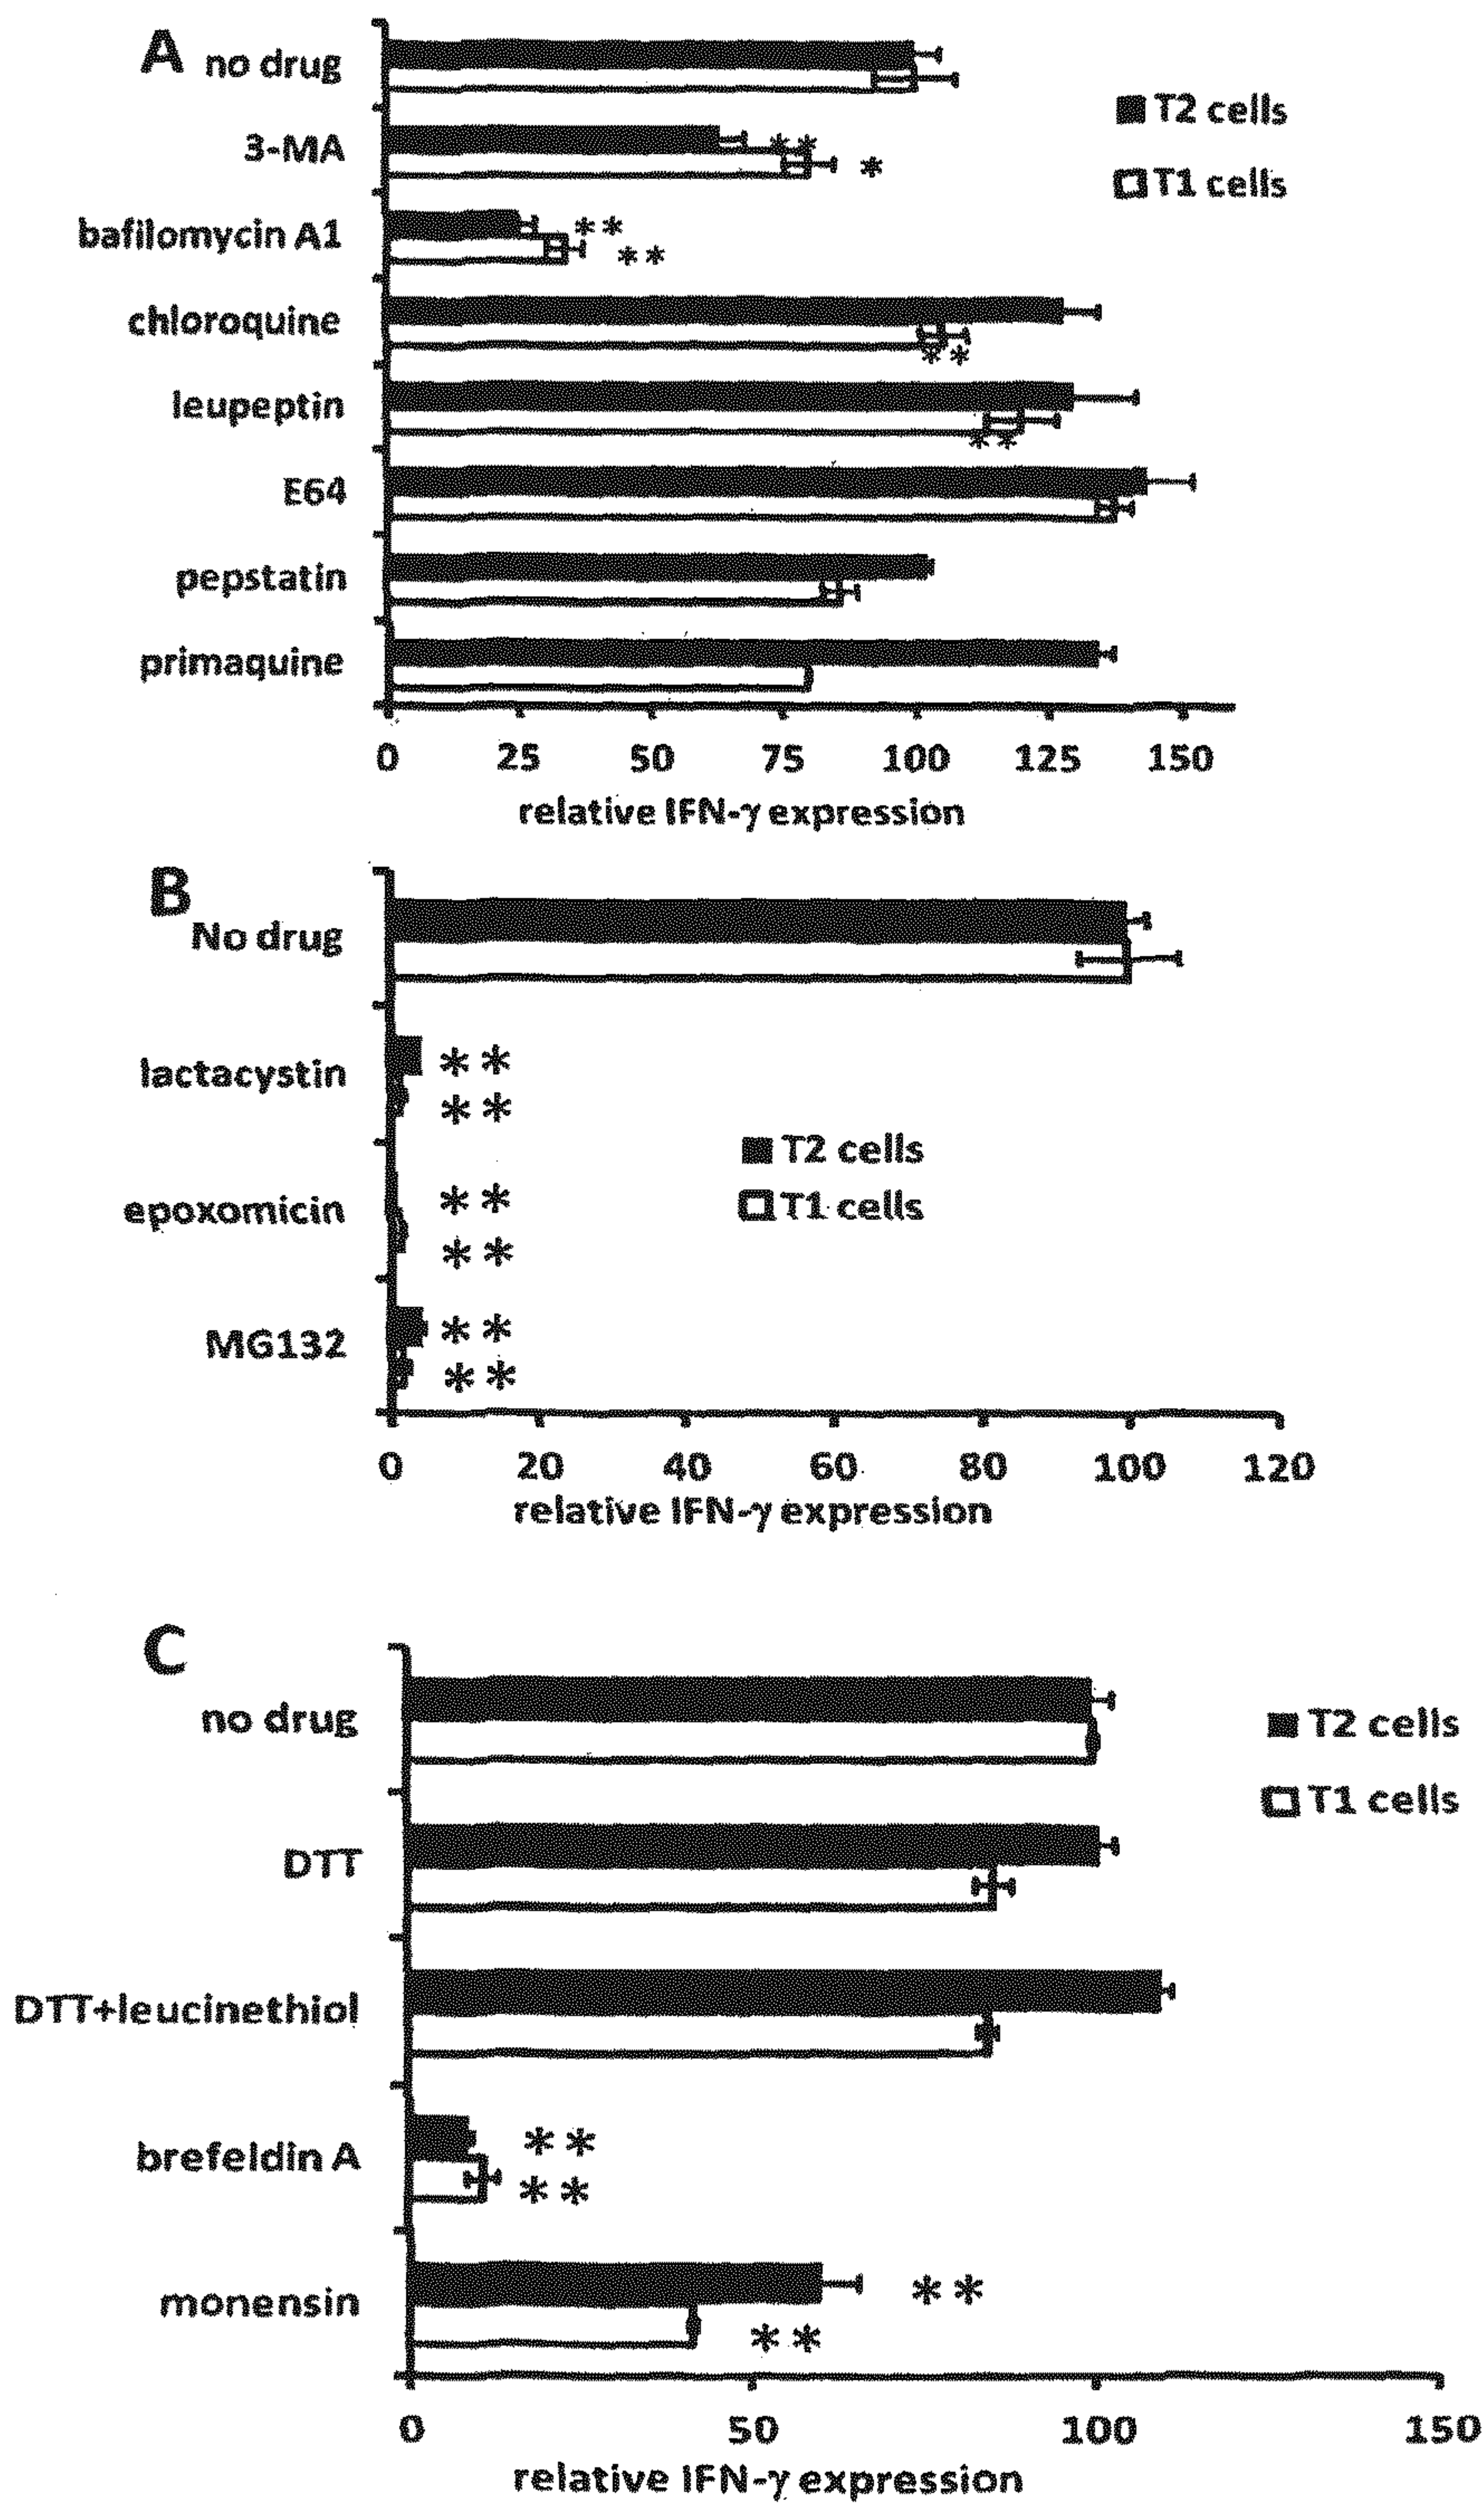 A
no drug
T2 cells
3-MA
**
*
T1 cells
bafilomycin A1
**
**
chloroquine
**
leupeptin
**
E64
pepstatin
primaquine
0 25 50 75 100 125 150
relative IFN-γ expression
B
No drug
lactacystin
**
**
T2 cells
epoxomicin
**
T1 cells
**
MG132
**
**
0 20 40 60 80 100 120
relative IFN-γ expression
C
no drug
T2 cells
T1 cells
DTT
DTT+leucinethiol
brefeldin A
**
**
monensin
**
**
0 50 100 150
relative IFN-γ expression